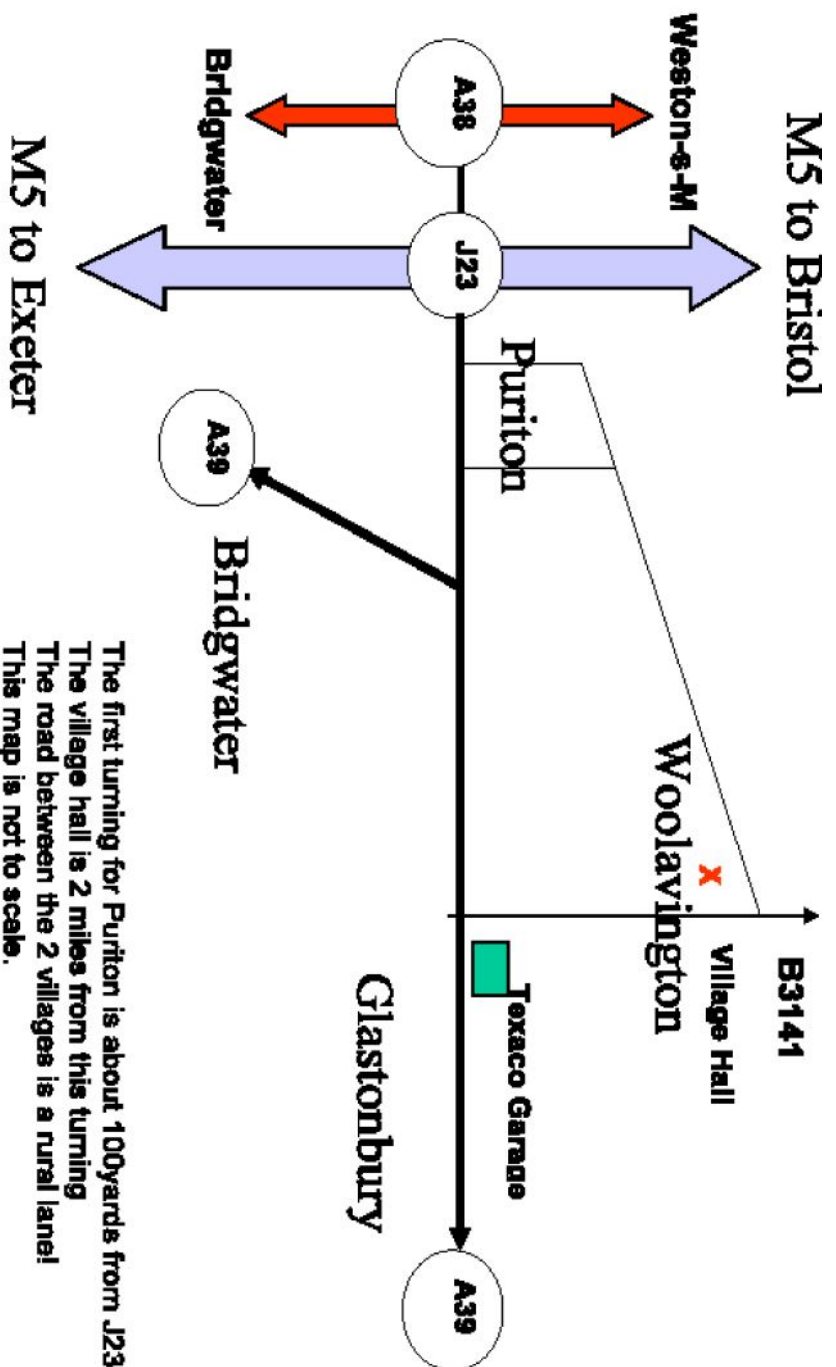 M5 to Bristol
B3141
Village Hall
X
Weston-s-M
Woolavington
Puriton
Texaco Garage
A38
J23
A39
Glastonbury
Bridgwater
A39
Bridgwater
The first turning for Puriton is about 100yards from J23
The village hall is 2 miles from this turning
The road between the 2 villages is a rural lane!
This map is not to scale.
M5 to Exeter